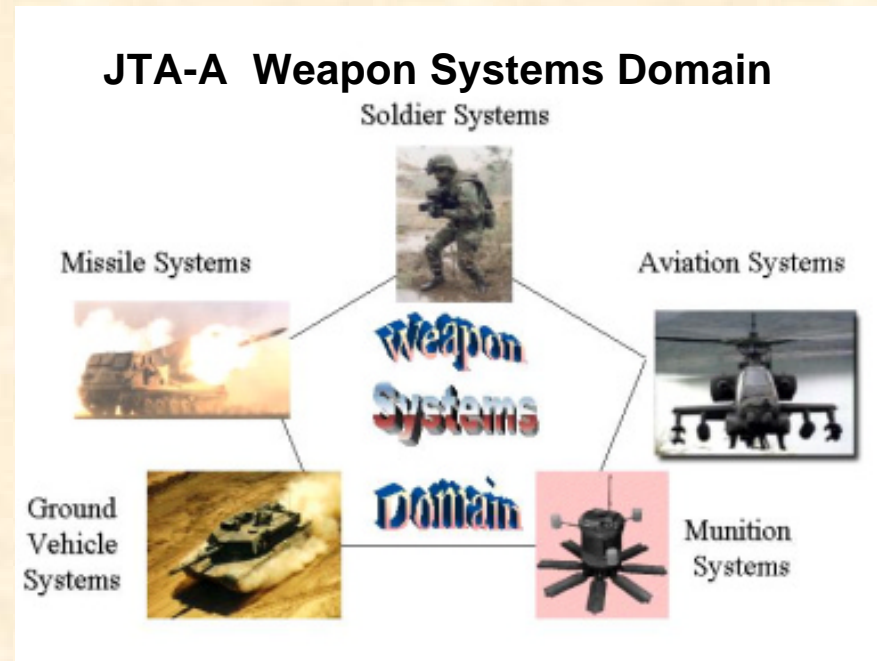 JTA-A Weapon Systems Domain
Soldier Systems
Missile Systems
Aviation Systems
Weapon
Systems
Domain
Ground
Vehicle
Systems
Munition
Systems